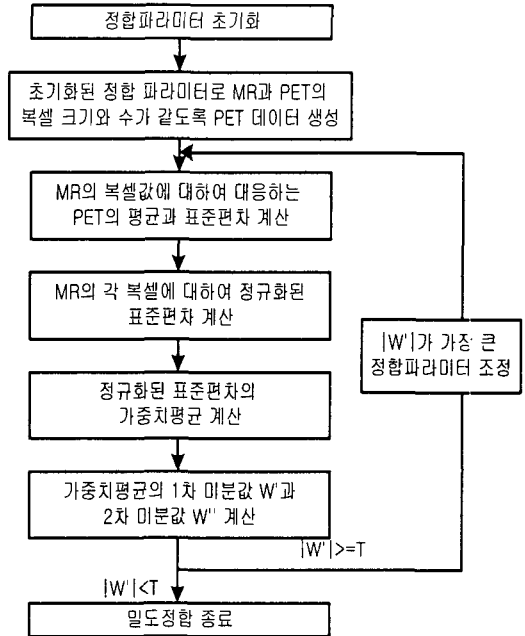 정합파라미터 초기화
초기화된 정합 파라미터로 MR과 PET의
복셀 크기와 수가 같도록 PET 데이터 생성
MR의 복셀값에 대하여 대응하는
PET의 평균과 표준편차 계산
MR의 각 복셀에 대하여 정규화된
표준편차 계산
|W'|가 가장 큰
정합파라미터 조정
정규화된 표준편차의
가중치평균 계산
가중치평균의 1차 미분값 W'과
2차 미분값 W'' 계산
|W'|>=T
|W'|<T
밀도정합 종료